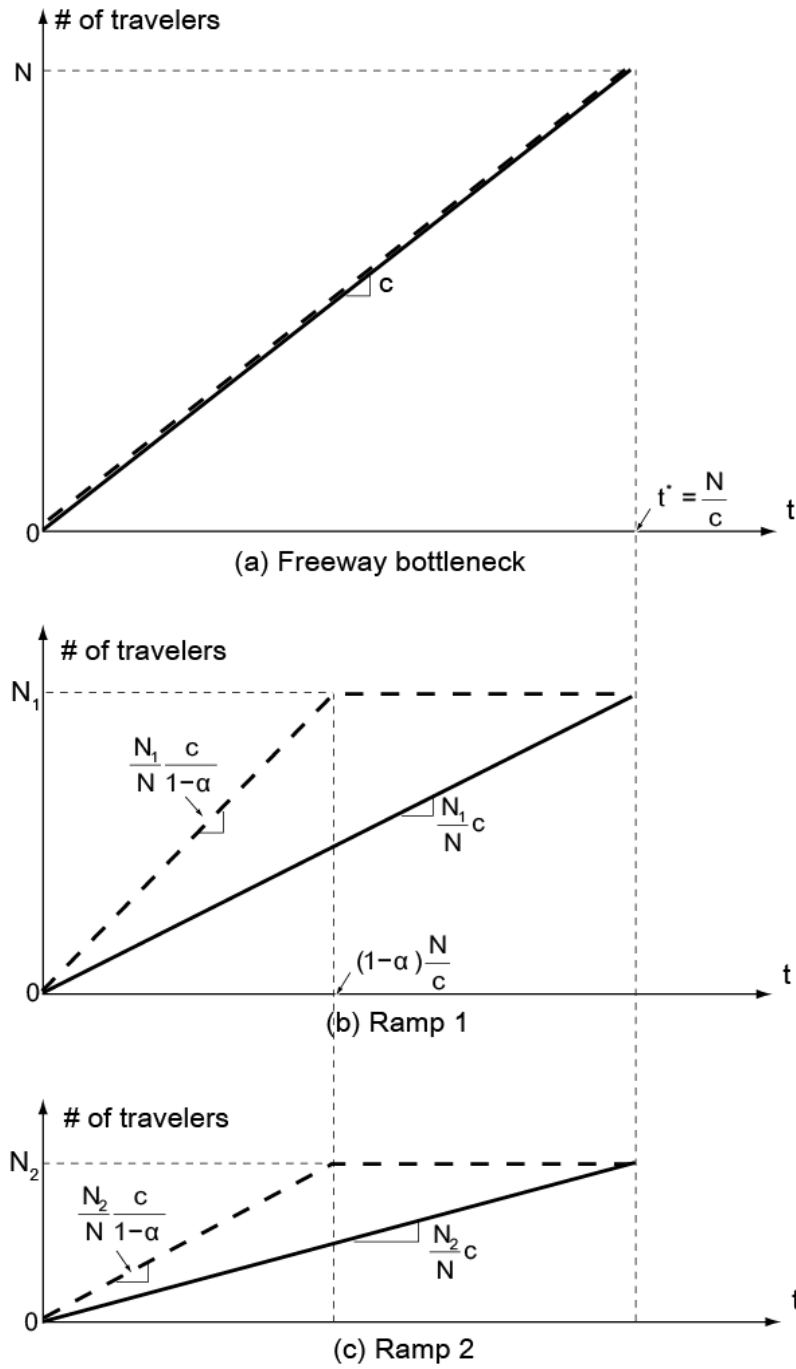 # of travelers
N
c
t* = N/c
t
0
(a) Freeway bottleneck
# of travelers
N₁
N₁/N c/(1−α)
N₁/N c
(1−α) N/c
0
t
(b) Ramp 1
# of travelers
N₂
N₂/N c/(1−α)
N₂/N c
0
t
(c) Ramp 2